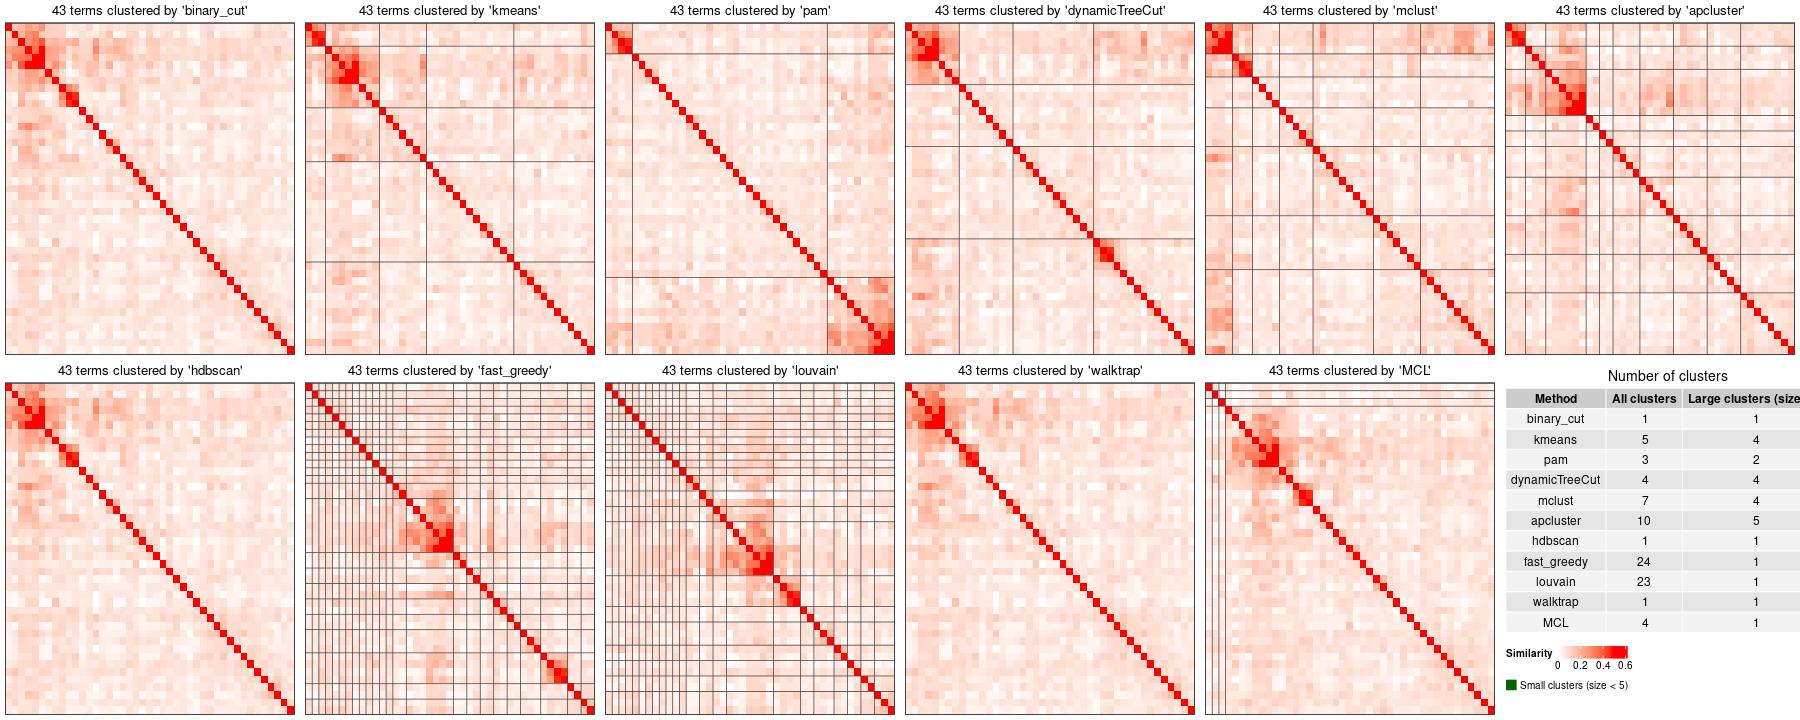 43 terms clustered by 'binary_cut'
43 terms clustered by 'kmeans'
43 terms clustered by 'pam'
43 terms clustered by 'dynamicTreeCut'
43 terms clustered by 'mclust'
43 terms clustered by 'apcluster'
43 terms clustered by 'hdbscan'
43 terms clustered by 'fast_greedy'
43 terms clustered by 'louvain'
43 terms clustered by 'walktrap'
43 terms clustered by 'MCL'
Number of clusters
Method All clusters Large clusters (size
binary_cut 1 1
kmeans 5 4
pam 3 2
dynamicTreeCut 4 4
mclust 7 4
apcluster 10 5
hdbscan 1 1
fast_greedy 24 1
louvain 23 1
walktrap 1 1
MCL 4 1
Similarity
0 0.2 0.4 0.6
Small clusters (size < 5)